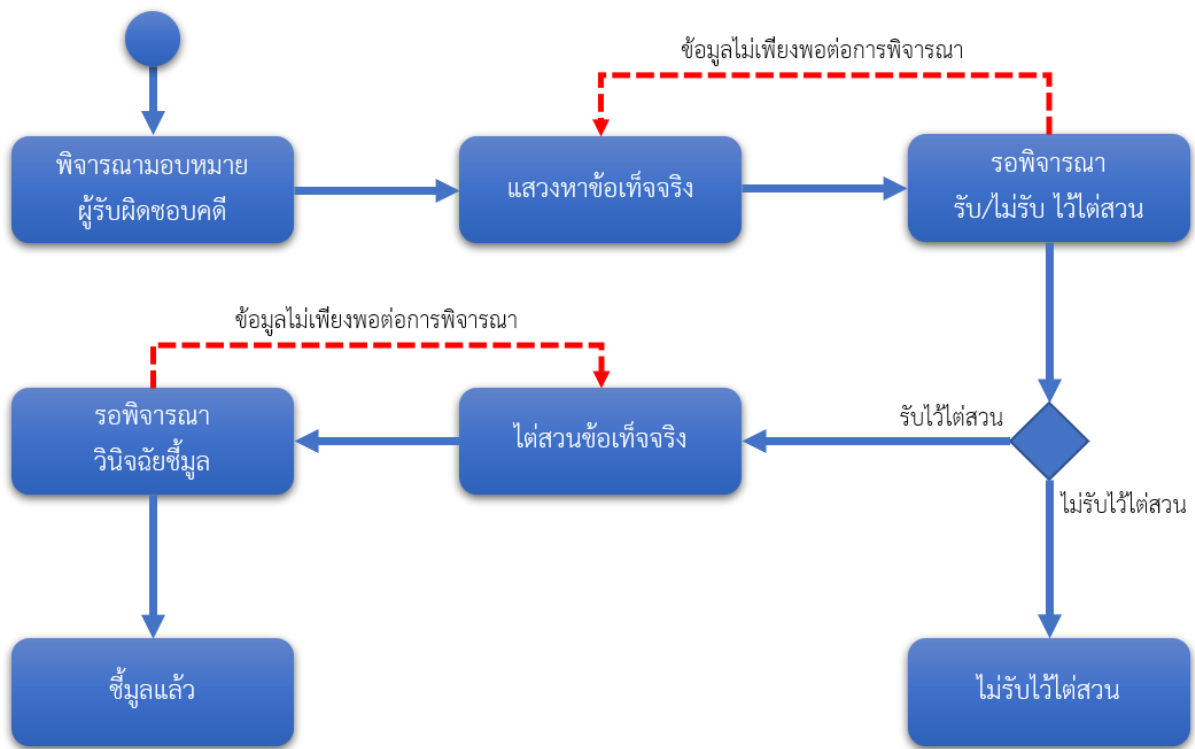 ข้อมูลไม่เพียงพอต่อการพิจารณา
พิจารณามอบหมาย
ผู้รับผิดชอบคดี
แสวงหาข้อเท็จจริง
รอพิจารณา
รับ/ไม่รับ ไว้ไต่สวน
ข้อมูลไม่เพียงพอต่อการพิจารณา
รอพิจารณา
วินิจฉัยชี้มูล
ไต่สวนข้อเท็จจริง
รับไว้ไต่สวน
ไม่รับไว้ไต่สวน
ชี้มูลแล้ว
ไม่รับไว้ไต่สวน